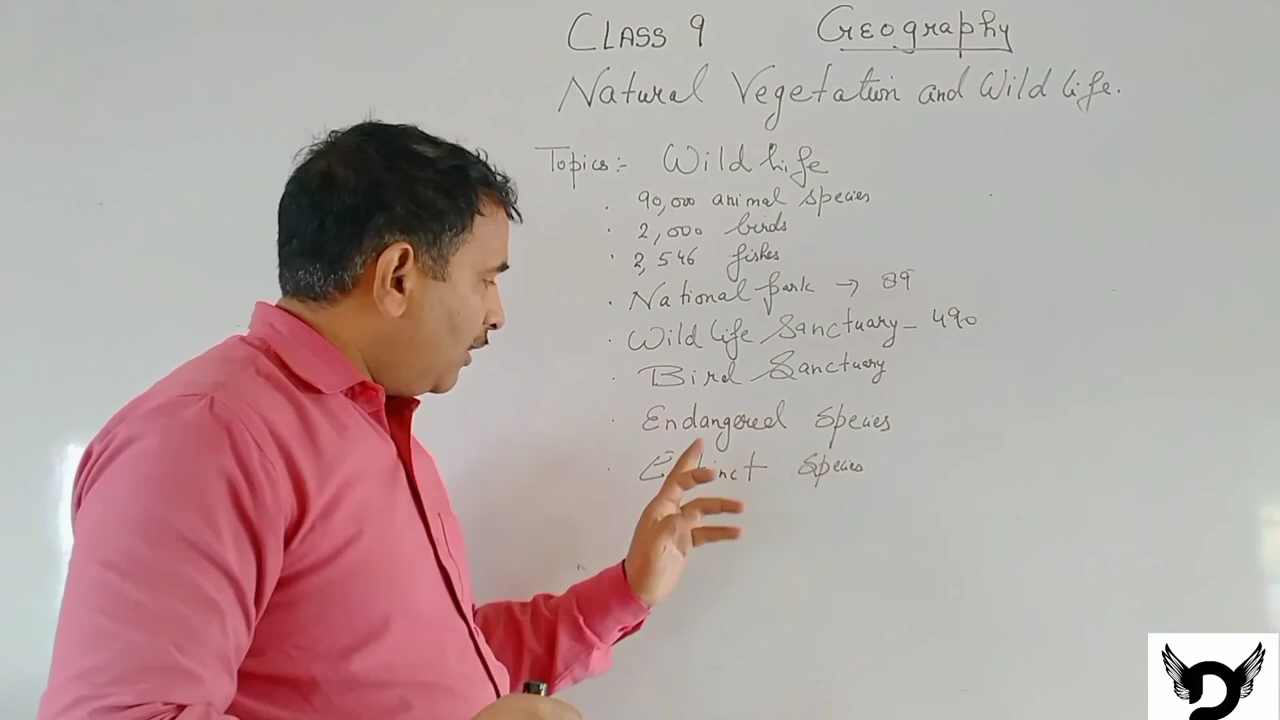 CLASS 9 Geography
Natural Vegetation and Wild life.
Topics:- Wild life
. 90,000 animal species
. 2,000 birds
. 2,546 fishes
. National park → 89
. Wild life Sanctuary - 490
. Bird Sanctuary
. Endangered Species
. Extinct Species